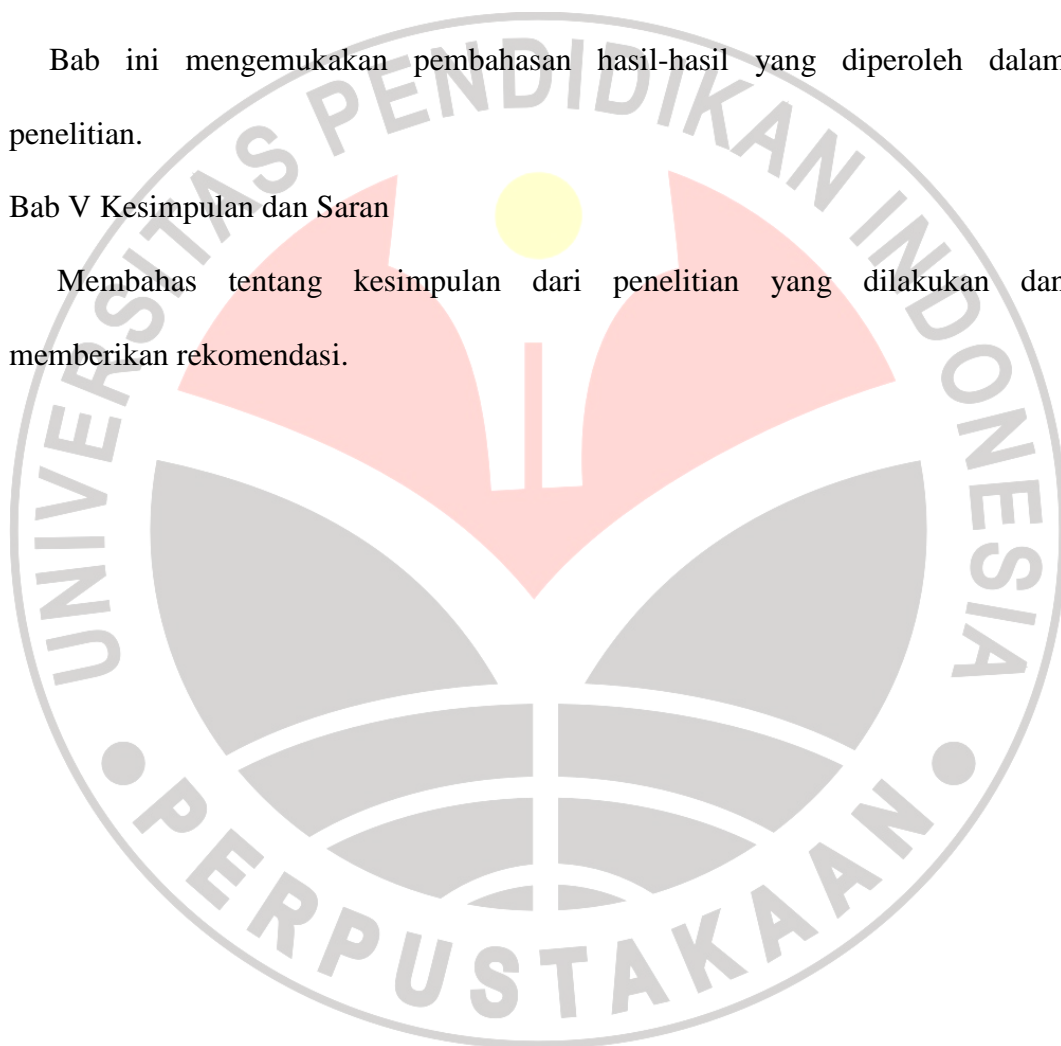 Bab ini mengemukakan pembahasan hasil-hasil yang diperoleh dalam
penelitian.
Bab V Kesimpulan dan Saran
Membahas tentang kesimpulan dari penelitian yang dilakukan dan
memberikan rekomendasi.
UNIVERSITAS PENDIDIKAN INDONESIA
PERPUSTAKAAN